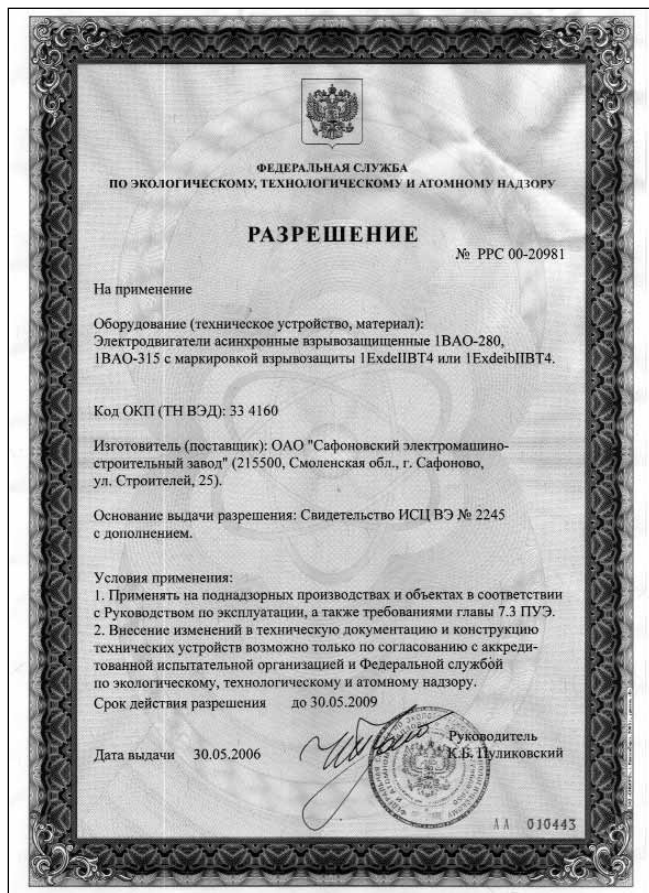 ФЕДЕРАЛЬНАЯ СЛУЖБА
ПО ЭКОЛОГИЧЕСКОМУ, ТЕХНОЛОГИЧЕСКОМУ И АТОМНОМУ НАДЗОРУ
РАЗРЕШЕНИЕ
№ РРС 00-20981
На применение
Оборудование (техническое устройство, материал):
Электродвигатели асинхронные взрывозащищенные 1ВАО-280,
1ВАО-315 с маркировкой взрывозащиты 1ExdeIIBT4 или 1ExdeibIIBT4.
Код ОКП (ТН ВЭД): 33 4160
Изготовитель (поставщик): ОАО "Сафоновский электромашино-
строительный завод" (215500, Смоленская обл., г. Сафоново,
ул. Строителей, 25).
Основание выдачи разрешения: Свидетельство ИСЦ ВЭ № 2245
с дополнением.
Условия применения:
1. Применять на поднадзорных производствах и объектах в соответствии
с Руководством по эксплуатации, а также требованиями главы 7.3 ПУЭ.
2. Внесение изменений в техническую документацию и конструкцию
технических устройств возможно только по согласованию с аккреди-
тованной испытательной организацией и Федеральной службой
по экологическому, технологическому и атомному надзору.
Срок действия разрешения до 30.05.2009
Руководитель
Дата выдачи 30.05.2006 К.Б. Пуликовский
АА 010443